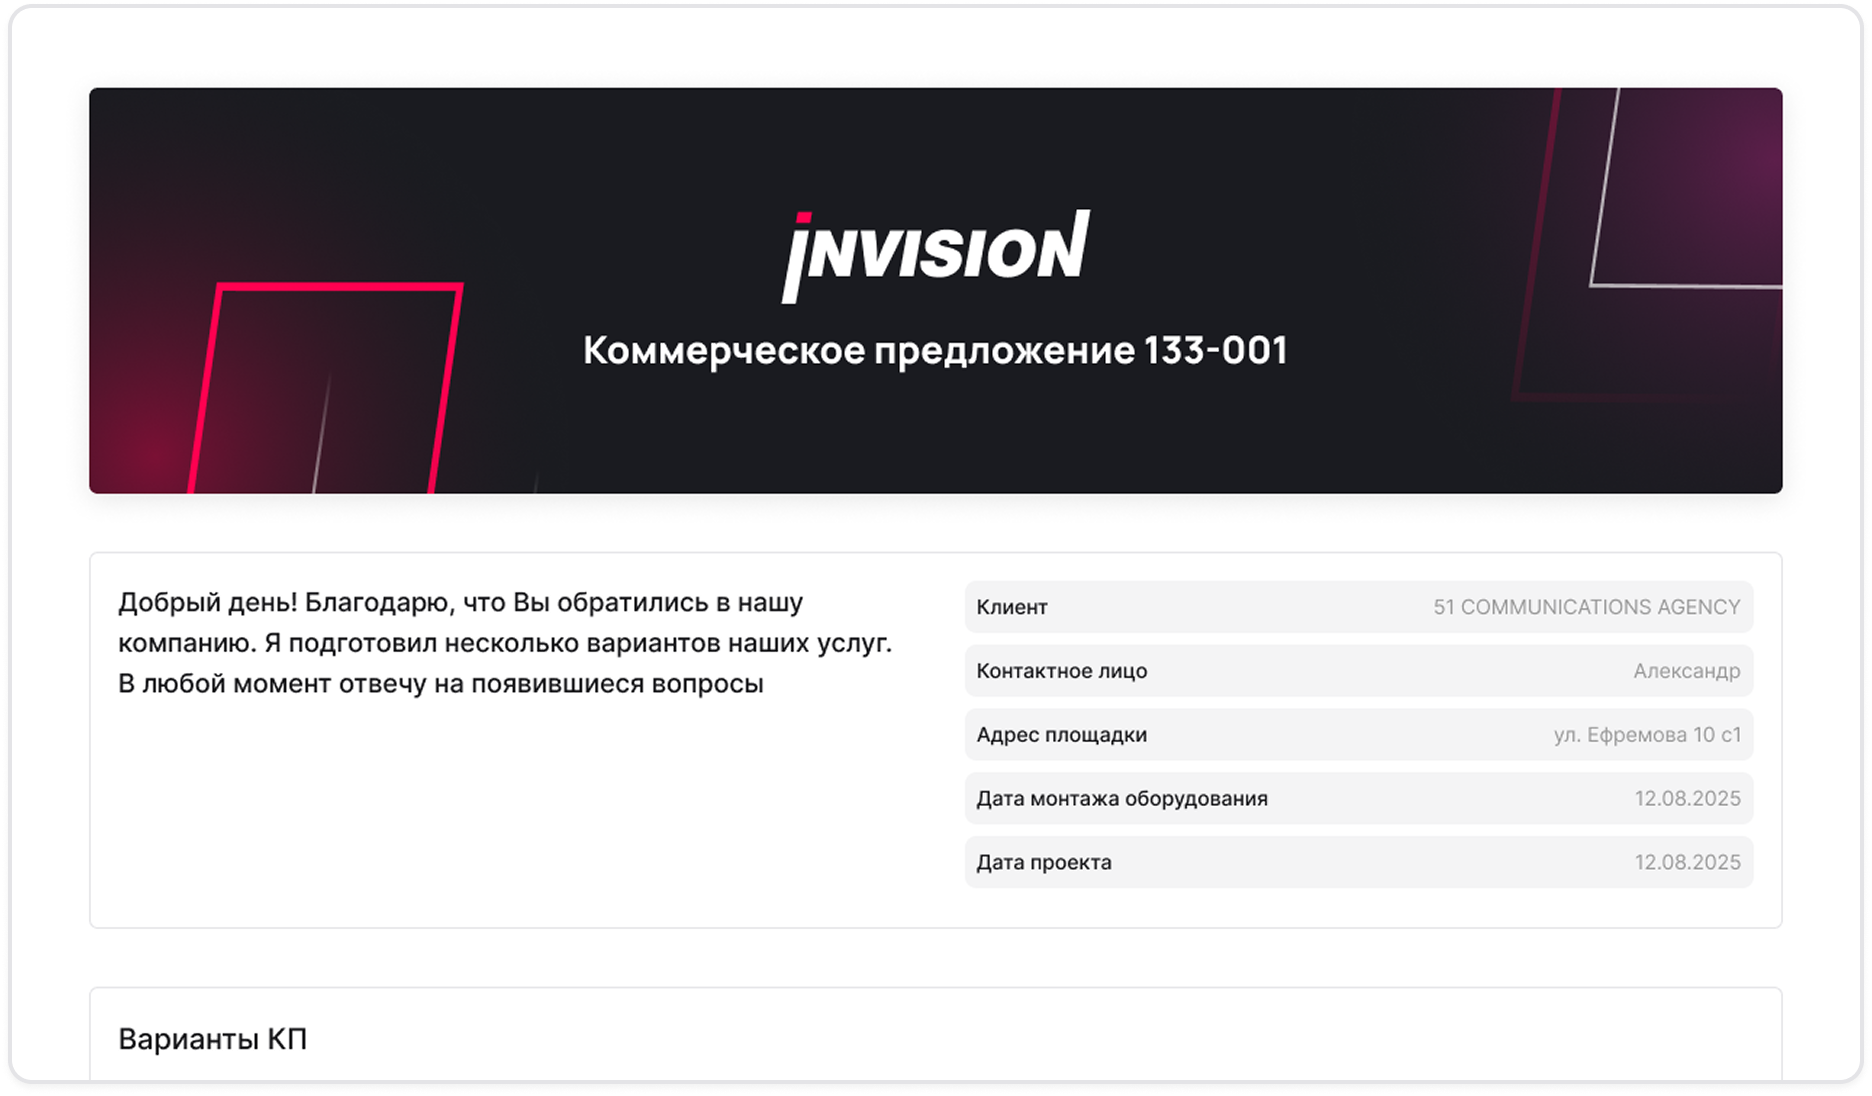 iNVISION
Коммерческое предложение 133-001
Добрый день! Благодарю, что Вы обратились в нашу
компанию. Я подготовил несколько вариантов наших услуг.
В любой момент отвечу на появившиеся вопросы
Клиент 51 COMMUNICATIONS AGENCY
Контактное лицо Александр
Адрес площадки ул. Ефремова 10 с1
Дата монтажа оборудования 12.08.2025
Дата проекта 12.08.2025
Варианты КП